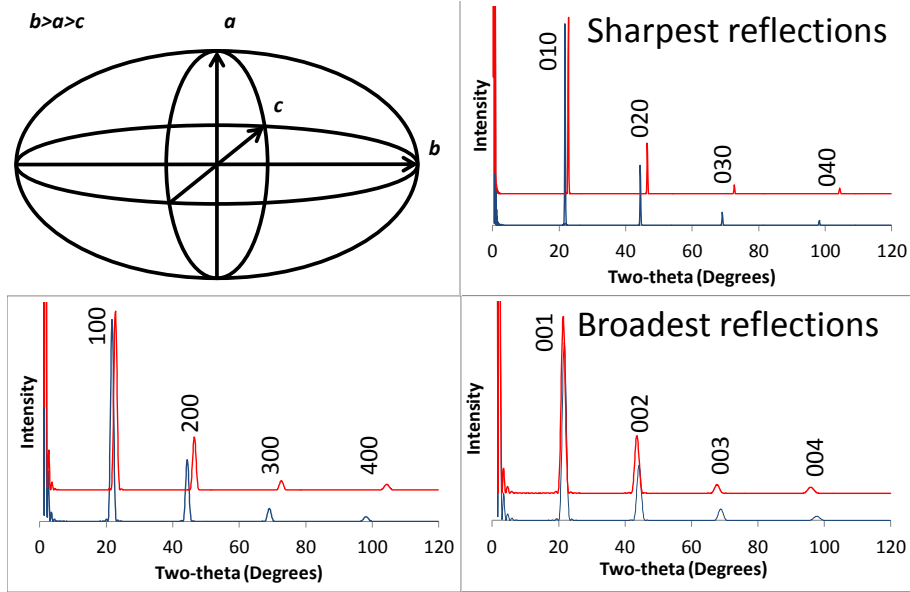 b>a>c
a
c
b
Sharpest reflections
010
020
030
040
Intensity
0 20 40 60 80 100 120
Two-theta (Degrees)
100
200
300
400
Intensity
0 20 40 60 80 100 120
Two-theta (Degrees)
Broadest reflections
001
002
003
004
Intensity
0 20 40 60 80 100 120
Two-theta (Degrees)